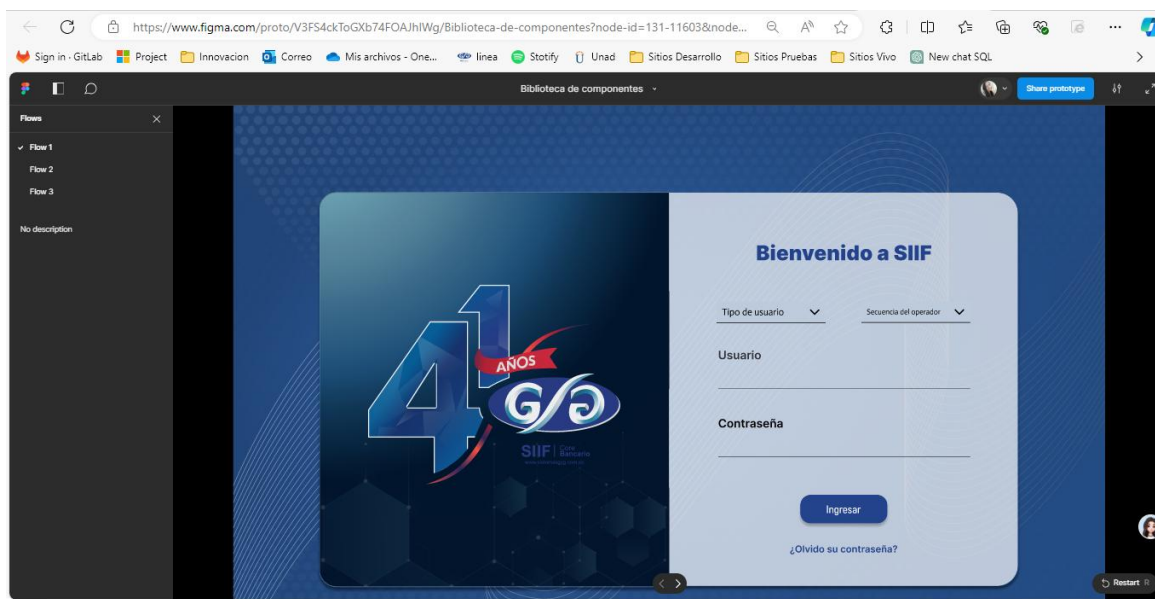 https://www.figma.com/proto/V3FS4ckToGXb74FOAJhIWg/Biblioteca-de-componentes?node-id=131-11603&node...
Sign in · GitLab Project Innovacion Correo Mis archivos - One... linea Stotify Unad Sitios Desarrollo Sitios Pruebas Sitios Vivo New chat SQL
Biblioteca de componentes
Share prototype
Flows
Flow 1
Flow 2
Flow 3
No description
41
AÑOS
SIIF Core
Bancario
Bienvenido a SIIF
Tipo de usuario Secuencia del operador
Usuario
Contraseña
Ingresar
¿Olvido su contraseña?
Restart R